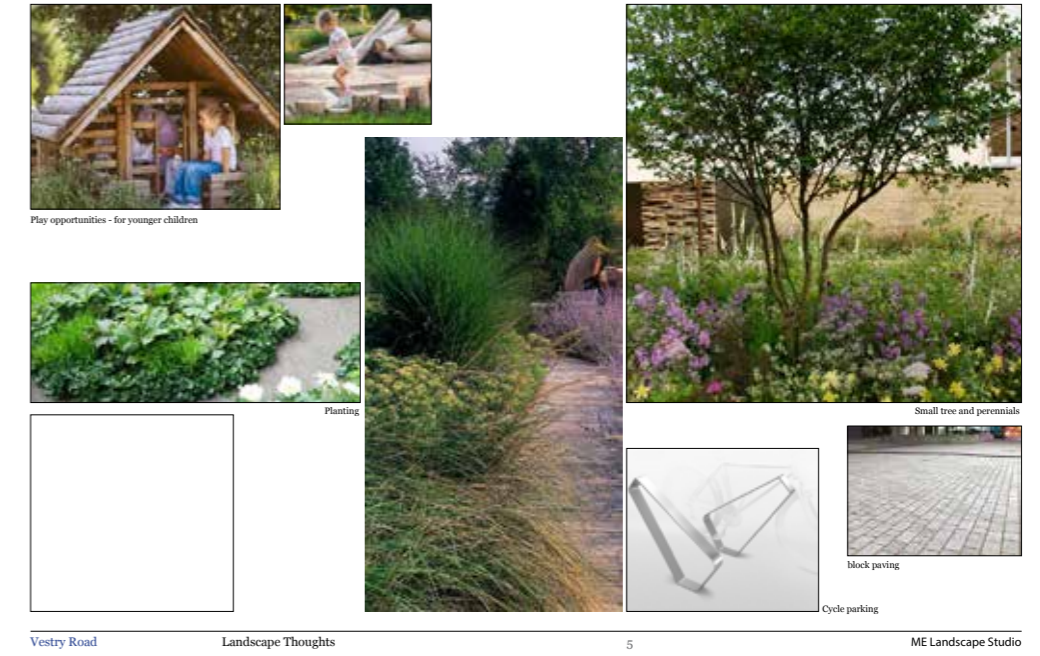 Play opportunities - for younger children
Planting
Small tree and perennials
block paving
Cycle parking
Vestry Road
Landscape Thoughts
5
ME Landscape Studio